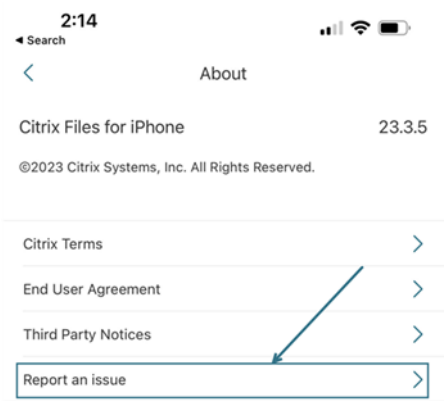 2:14
◀ Search
About
Citrix Files for iPhone 23.3.5
©2023 Citrix Systems, Inc. All Rights Reserved.
Citrix Terms
End User Agreement
Third Party Notices
Report an issue